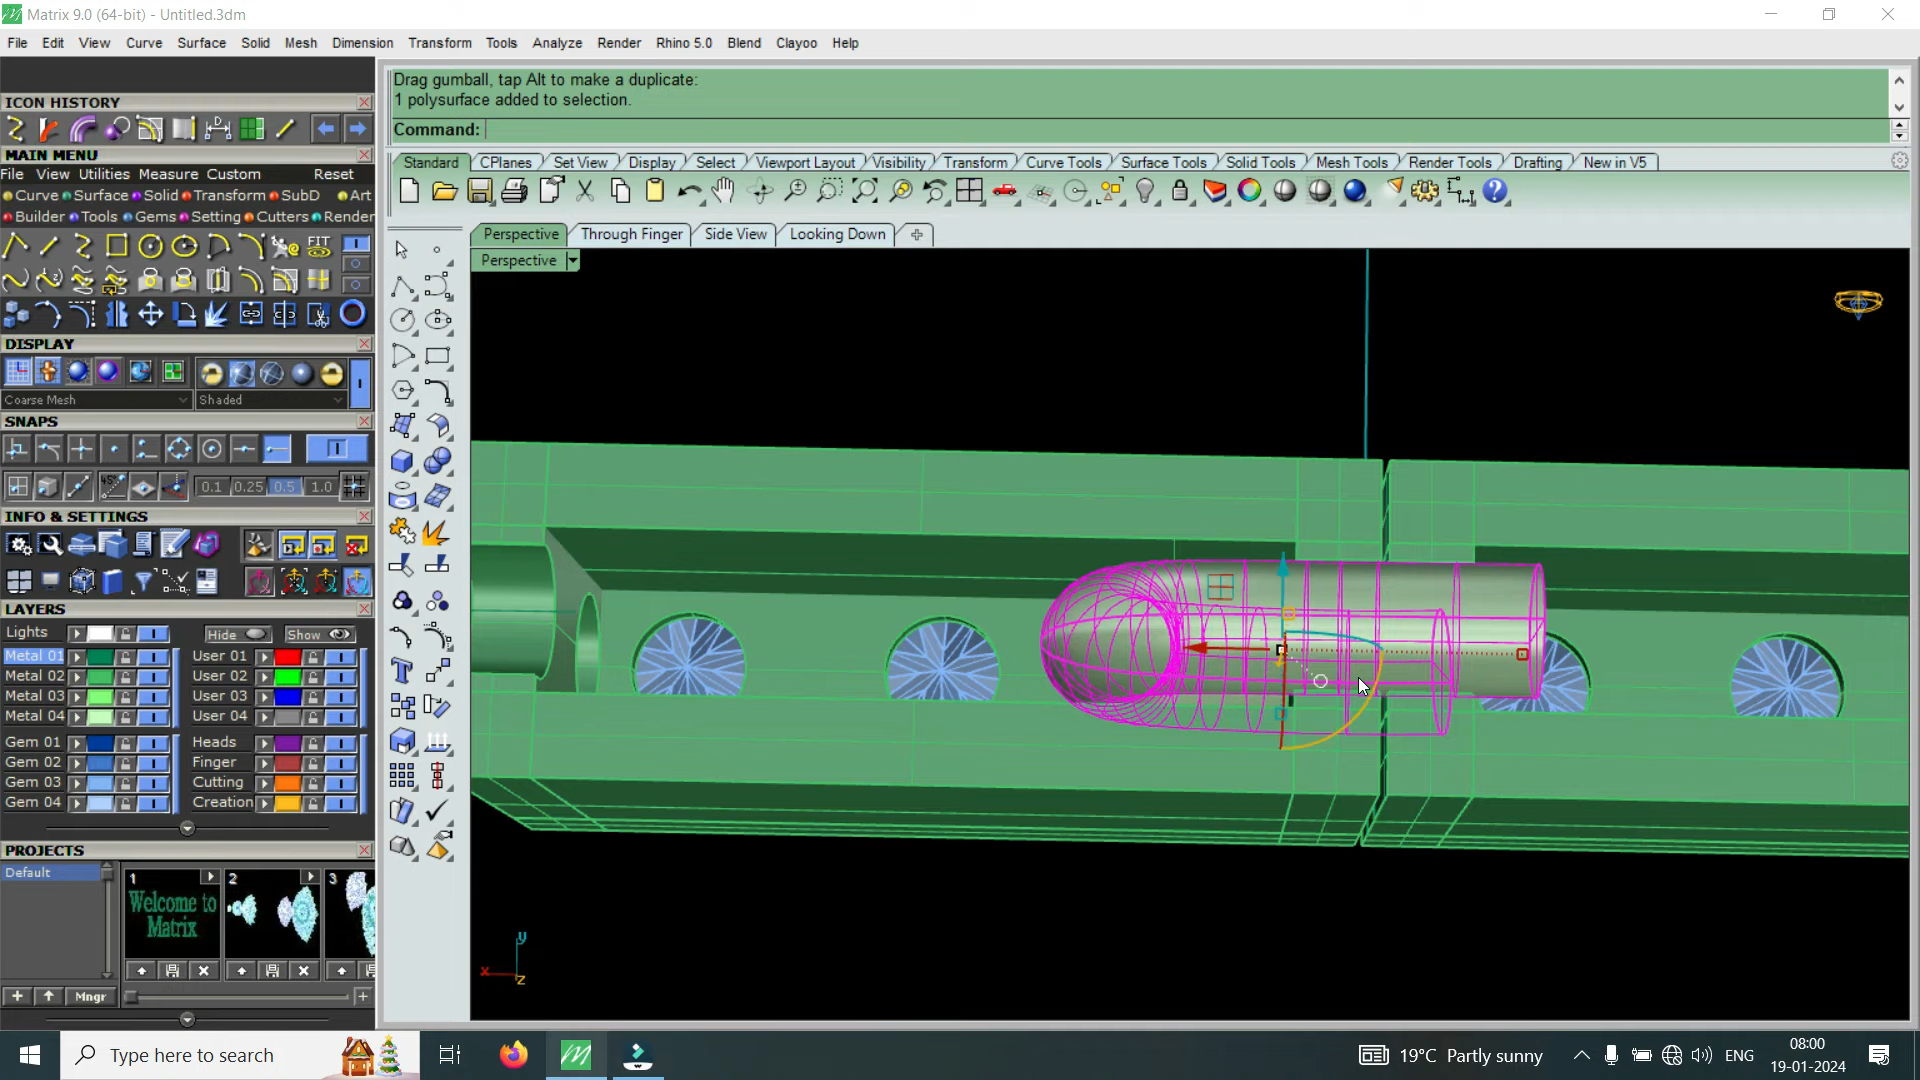 Matrix 9.0 (64-bit) - Untitled.3dm
File Edit View Curve Surface Solid Mesh Dimension Transform Tools Analyze Render Rhino 5.0 Blend Clayoo Help
Drag gumball, tap Alt to make a duplicate:
1 polysurface added to selection.
Command:
ICON HISTORY
MAIN MENU
File View Utilities Measure Custom Reset
Curve Surface Solid Transform SubD Art
Builder Tools Gems Setting Cutters Render
FIT
DISPLAY
Coarse Mesh Shaded
SNAPS
45°
0.1 0.25 0.5 1.0
INFO & SETTINGS
LAYERS
Lights Hide Show
Metal 01 User 01
Metal 02 User 02
Metal 03 User 03
Metal 04 User 04
Gem 01 Heads
Gem 02 Finger
Gem 03 Cutting
Gem 04 Creation
PROJECTS
Default
1 2 3
Welcome to Matrix
Mngr
Standard CPlanes Set View Display Select Viewport Layout Visibility Transform Curve Tools Surface Tools Solid Tools Mesh Tools Render Tools Drafting New in V5
Perspective Through Finger Side View Looking Down
Perspective
y
x
z
Type here to search
19°C Partly sunny
ENG
08:00
19-01-2024